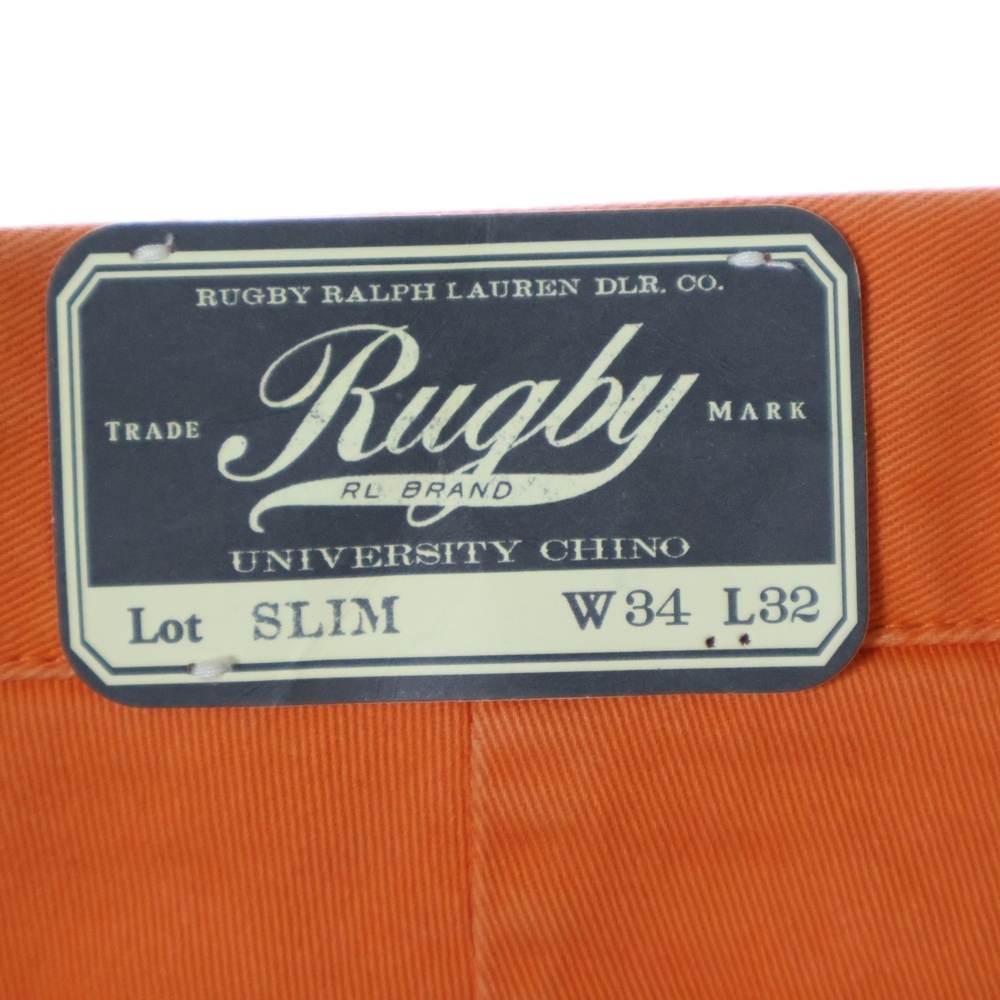 RUGBY RALPH LAUREN DLR. CO.
TRADE Rugby MARK
RL BRAND
UNIVERSITY CHINO
Lot SLIM W34 L32